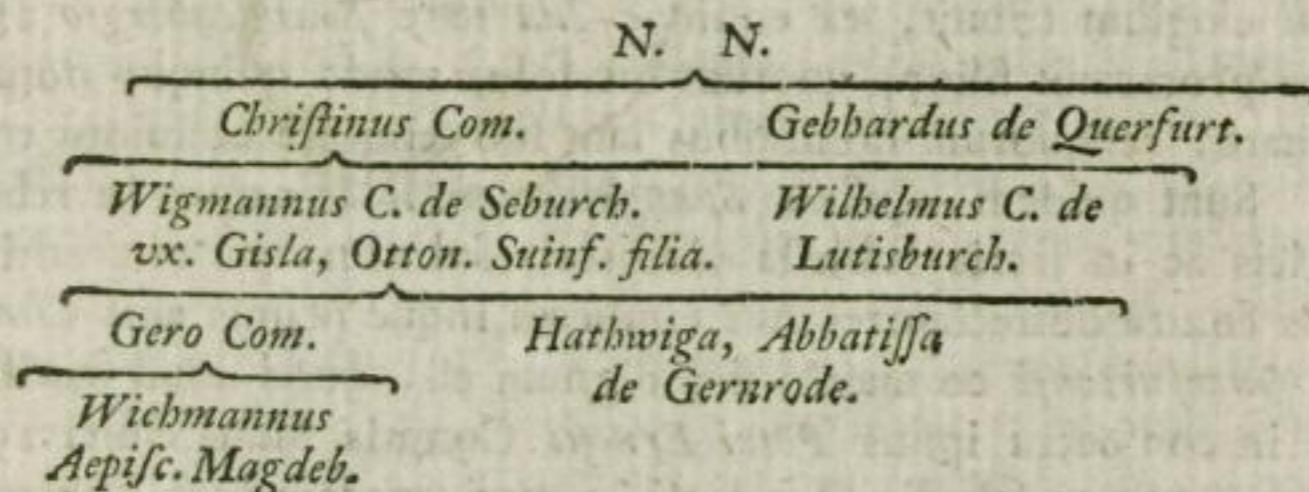 N. N.
Chriſtinus Com. Gebhardus de Querfurt.
Wigmannus C. de Seburch. Wilhelmus C. de
vx. Gisla, Otton. Suinf. filia. Lutisburch.
Gero Com. Hathwiga, Abbatiſſa
de Gernrode.
Wichmannus
Aepiſc. Magdeb.